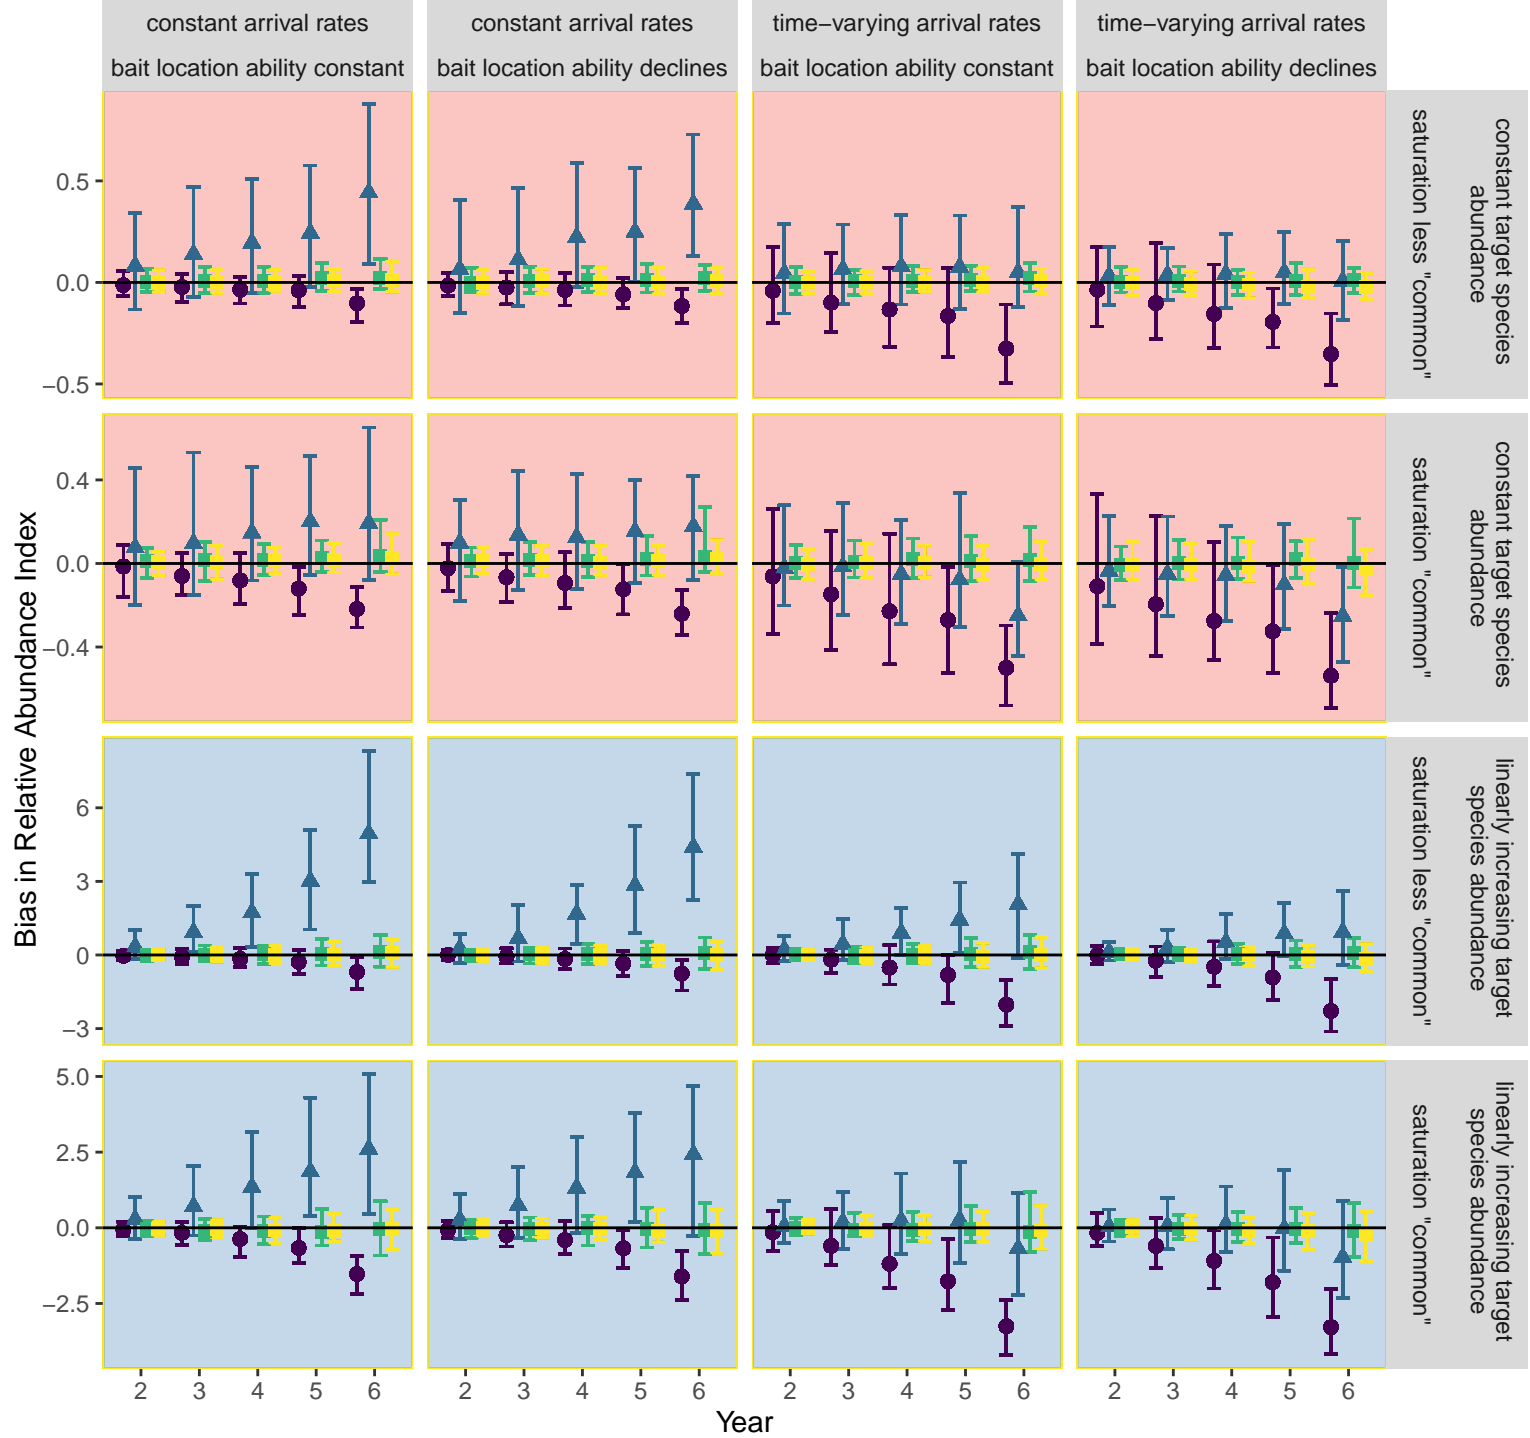 constant arrival rates
bait location ability constant
constant arrival rates
bait location ability declines
time−varying arrival rates
bait location ability constant
time−varying arrival rates
bait location ability declines
0.5
0.0
−0.5
constant target species
abundance
saturation less "common"
0.4
0.0
−0.4
constant target species
abundance
saturation "common"
6
3
0
−3
linearly increasing target
species abundance
saturation less "common"
5.0
2.5
0.0
−2.5
linearly increasing target
species abundance
saturation "common"
2 3 4 5 6
2 3 4 5 6
2 3 4 5 6
2 3 4 5 6
Year
Bias in Relative Abundance Index